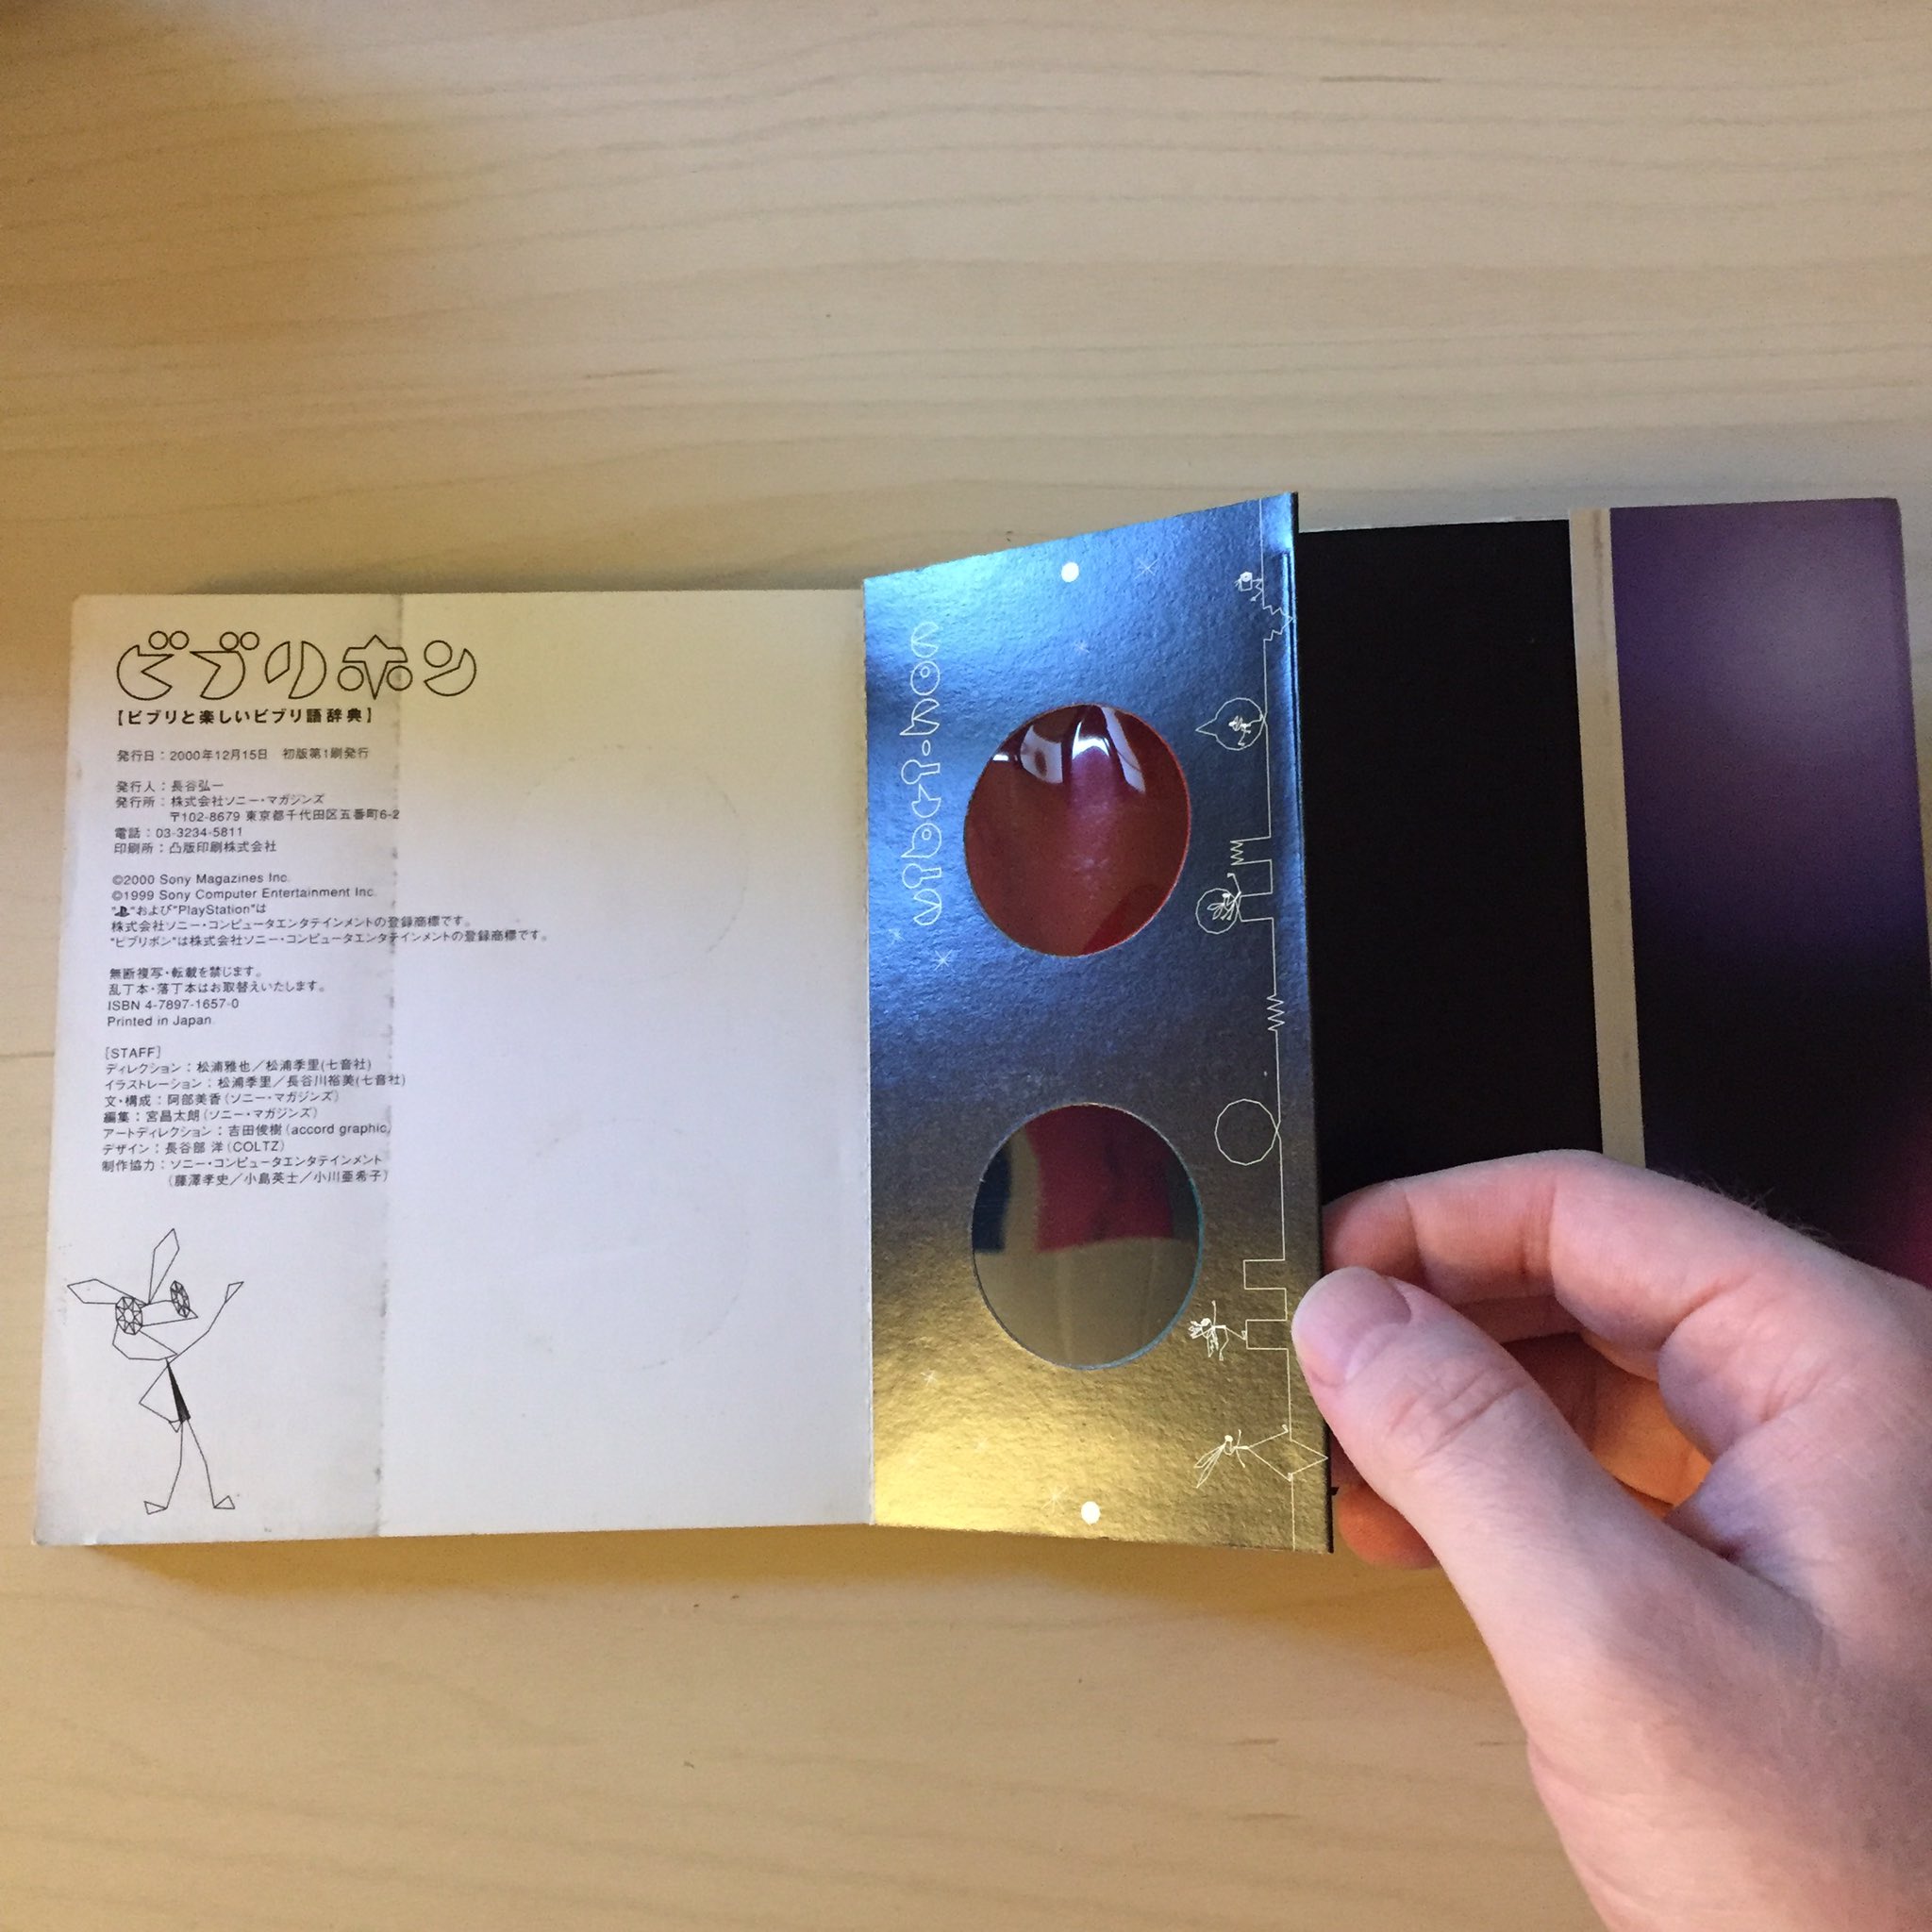 ビブリホン
【ビブリと楽しいビブリ語辞典】
発行日：2000年12月15日　初版第1刷発行
発行人：長谷弘一
発行所：株式会社ソニー・マガジンズ
〒102-8679 東京都千代田区五番町6-2
電話：03-3234-5811
印刷所：凸版印刷株式会社
©2000 Sony Magazines Inc.
©1999 Sony Computer Entertainment Inc.
"PS"および"PlayStation"は
株式会社ソニー・コンピュータエンタテインメントの登録商標です。
"ビブリボン"は株式会社ソニー・コンピュータエンタテインメントの登録商標です。
無断複写・転載を禁じます。
乱丁本・落丁本はお取替えいたします。
ISBN 4-7897-1657-0
Printed in Japan.
[STAFF]
ディレクション：松浦雅也／松浦季里(七音社)
イラストレーション：松浦季里／長谷川裕美(七音社)
文・構成：阿部美香(ソニー・マガジンズ)
編集：宮昌太朗(ソニー・マガジンズ)
アートディレクション：吉田俊樹(accord graphic)
デザイン：長谷部 洋(COLTZ)
制作協力：ソニー・コンピュータエンタテインメント
(藤澤孝史／小島英士／小川亜希子)